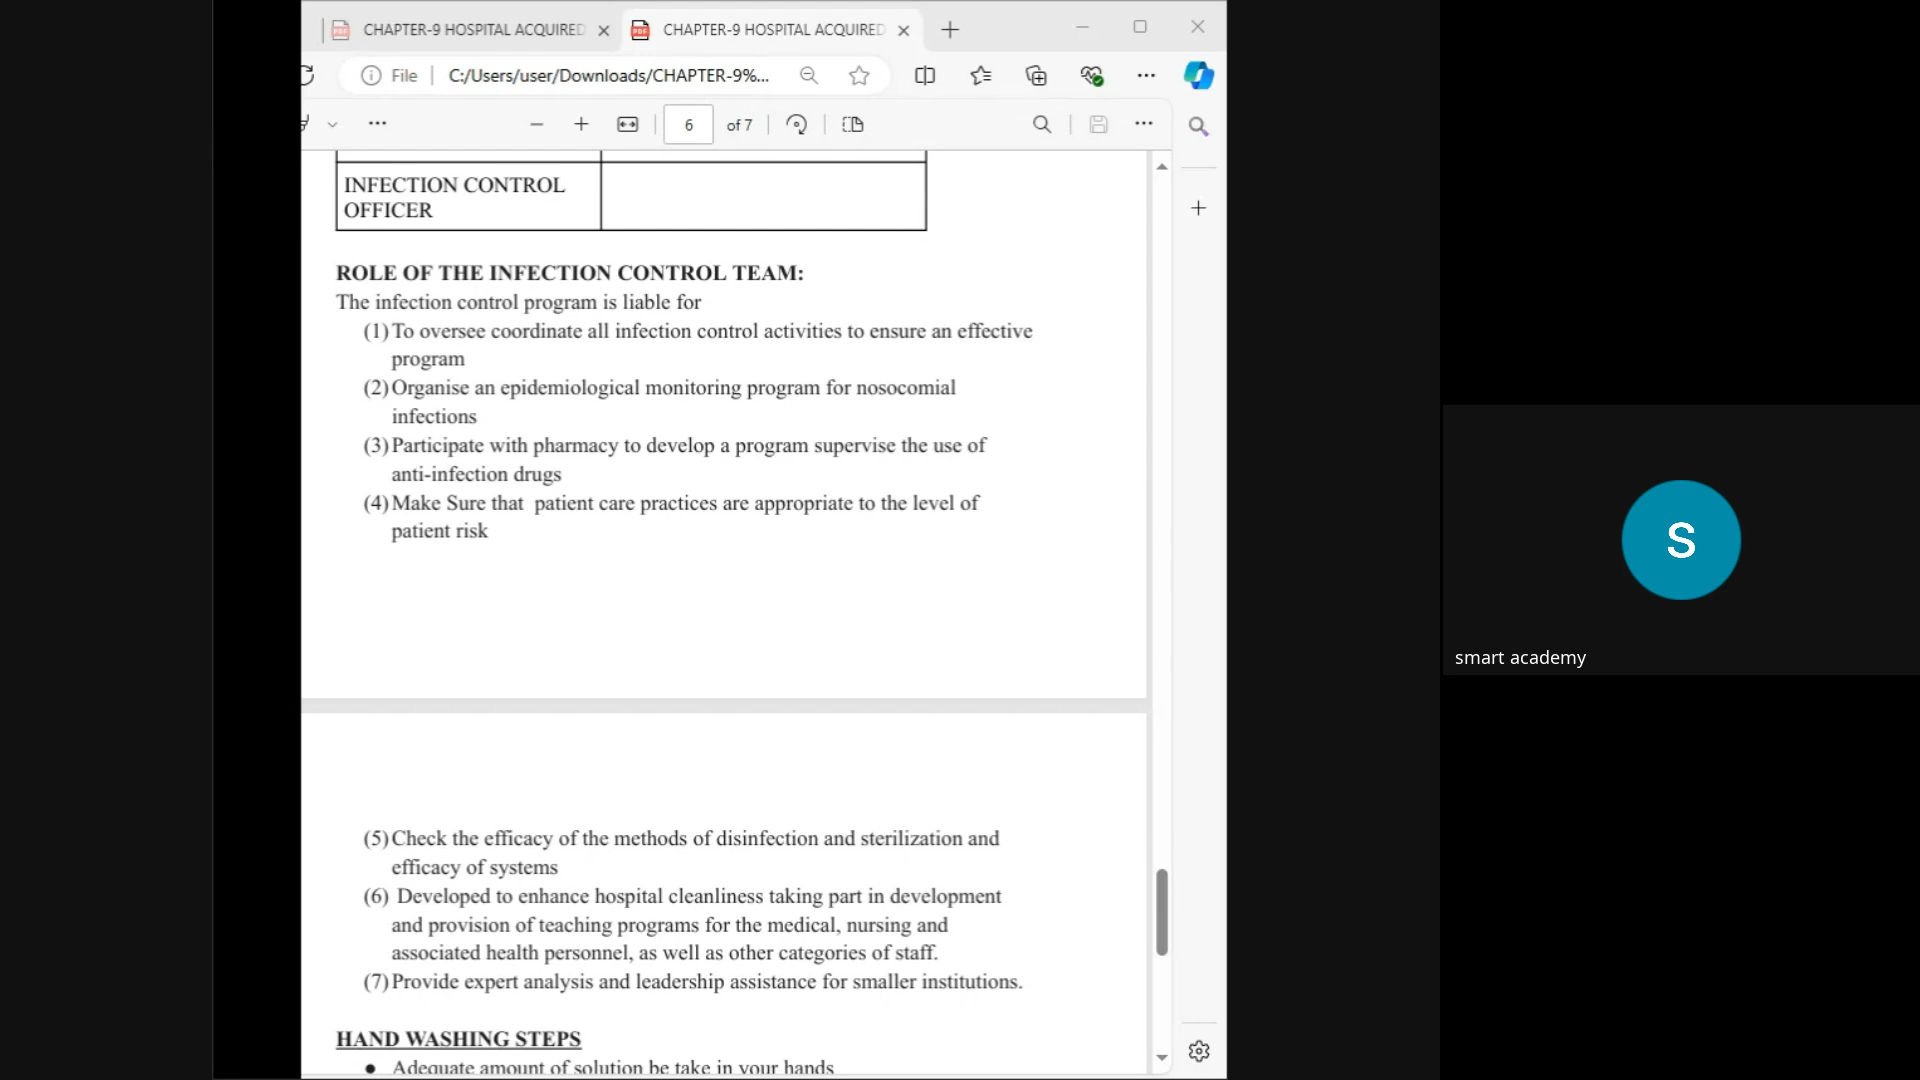 CHAPTER-9 HOSPITAL ACQUIRED
CHAPTER-9 HOSPITAL ACQUIRED
File
C:/Users/user/Downloads/CHAPTER-9%...
6 of 7
INFECTION CONTROL
OFFICER
ROLE OF THE INFECTION CONTROL TEAM:
The infection control program is liable for
(1) To oversee coordinate all infection control activities to ensure an effective
program
(2) Organise an epidemiological monitoring program for nosocomial
infections
(3) Participate with pharmacy to develop a program supervise the use of
anti-infection drugs
(4) Make Sure that patient care practices are appropriate to the level of
patient risk
(5) Check the efficacy of the methods of disinfection and sterilization and
efficacy of systems
(6) Developed to enhance hospital cleanliness taking part in development
and provision of teaching programs for the medical, nursing and
associated health personnel, as well as other categories of staff.
(7) Provide expert analysis and leadership assistance for smaller institutions.
HAND WASHING STEPS
● Adequate amount of solution be take in your hands
S
smart academy